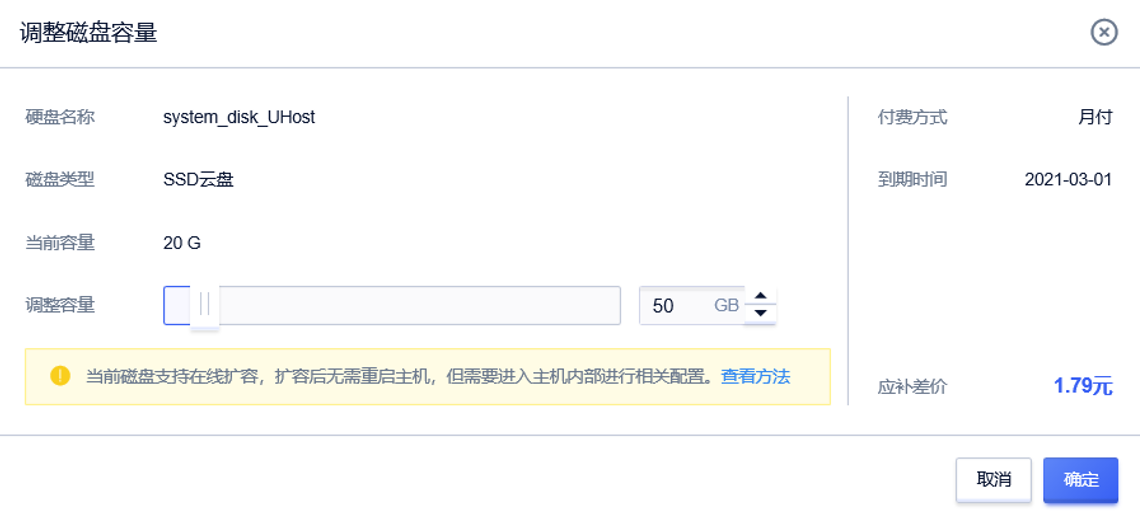 调整磁盘容量
硬盘名称 system_disk_UHost
磁盘类型 SSD云盘
当前容量 20 G
调整容量 50 GB
当前磁盘支持在线扩容，扩容后无需重启主机，但需要进入主机内部进行相关配置。查看方法
付费方式 月付
到期时间 2021-03-01
应补差价 1.79元
取消 确定